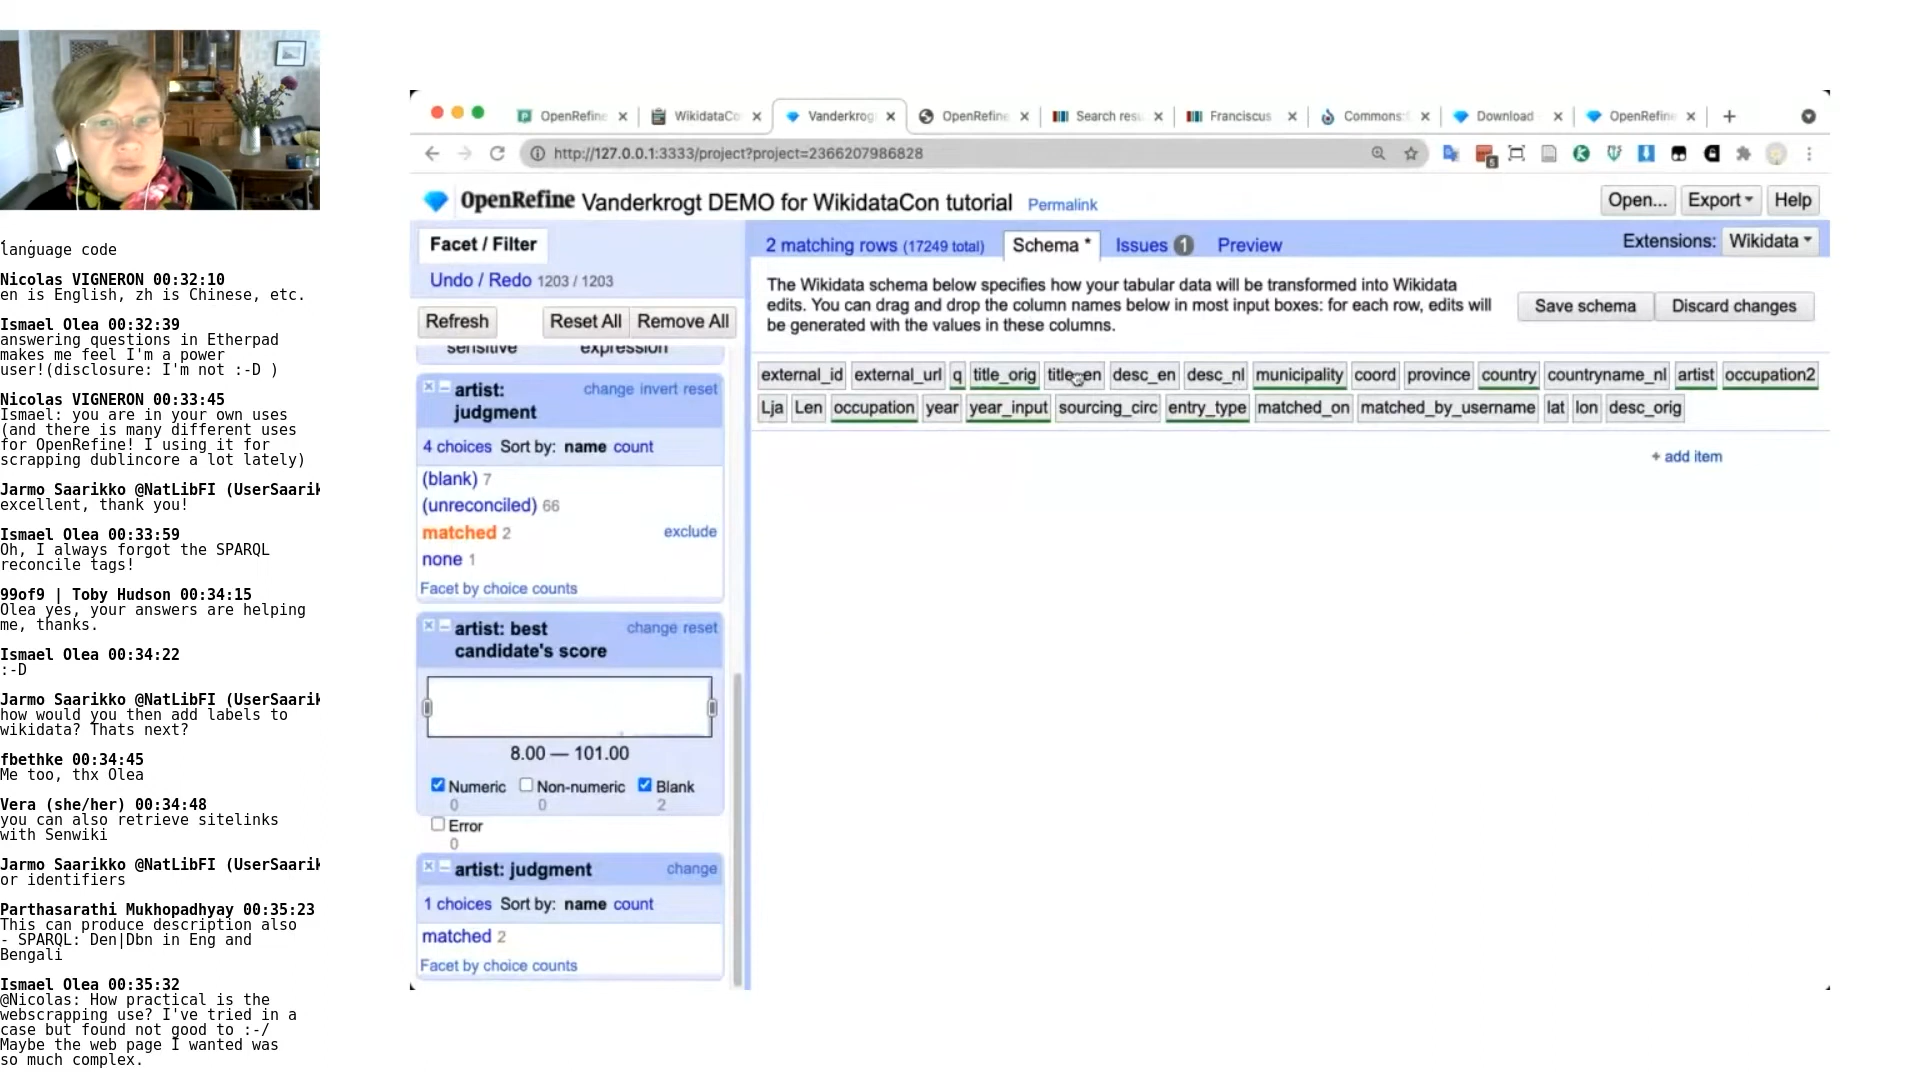 language code
Nicolas VIGNERON 00:32:10
en is English, zh is Chinese, etc.
Ismael Olea 00:32:39
answering questions in Etherpad
makes me feel I'm a power
user!(disclosure: I'm not :-D )
Nicolas VIGNERON 00:33:45
Ismael: you are in your own uses
(and there is many different uses
for OpenRefine! I using it for
scrapping dublincore a lot lately)
Jarmo Saarikko @NatLibFI (UserSaarik
excellent, thank you!
Ismael Olea 00:33:59
Oh, I always forgot the SPARQL
reconcile tags!
99of9 | Toby Hudson 00:34:15
Olea yes, your answers are helping
me, thanks.
Ismael Olea 00:34:22
:-D
Jarmo Saarikko @NatLibFI (UserSaarik
how would you then add labels to
wikidata? Thats next?
fbethke 00:34:45
Me too, thx Olea
Vera (she/her) 00:34:48
you can also retrieve sitelinks
with Senwiki
Jarmo Saarikko @NatLibFI (UserSaarik
or identifiers
Parthasarathi Mukhopadhyay 00:35:23
This can produce description also
- SPARQL: Den|Dbn in Eng and
Bengali
Ismael Olea 00:35:32
@Nicolas: How practical is the
webscrapping use? I've tried in a
case but found not good to :-/
Maybe the web page I wanted was
so much complex.
OpenRefine WikidataCo Vanderkrog OpenRefine Search resu Franciscus Commons: Download OpenRefine
http://127.0.0.1:3333/project?project=2366207986828
OpenRefine Vanderkrogt DEMO for WikidataCon tutorial Permalink Open... Export Help
Facet / Filter 2 matching rows (17249 total) Schema * Issues 1 Preview Extensions: Wikidata
Undo / Redo 1203 / 1203
Refresh Reset All Remove All
The Wikidata schema below specifies how your tabular data will be transformed into Wikidata
edits. You can drag and drop the column names below in most input boxes: for each row, edits will
be generated with the values in these columns.
Save schema Discard changes
sensitive expression
external_id external_url q title_orig title_en desc_en desc_nl municipality coord province country countryname_nl artist occupation2
Lja Len occupation year year_input sourcing_circ entry_type matched_on matched_by_username lat lon desc_orig
+ add item
artist: change invert reset
judgment
4 choices Sort by: name count
(blank) 7
(unreconciled) 66
matched 2 exclude
none 1
Facet by choice counts
artist: best change reset
candidate's score
8.00 — 101.00
Numeric Non-numeric Blank
0 0 2
Error
0
artist: judgment change
1 choices Sort by: name count
matched 2
Facet by choice counts